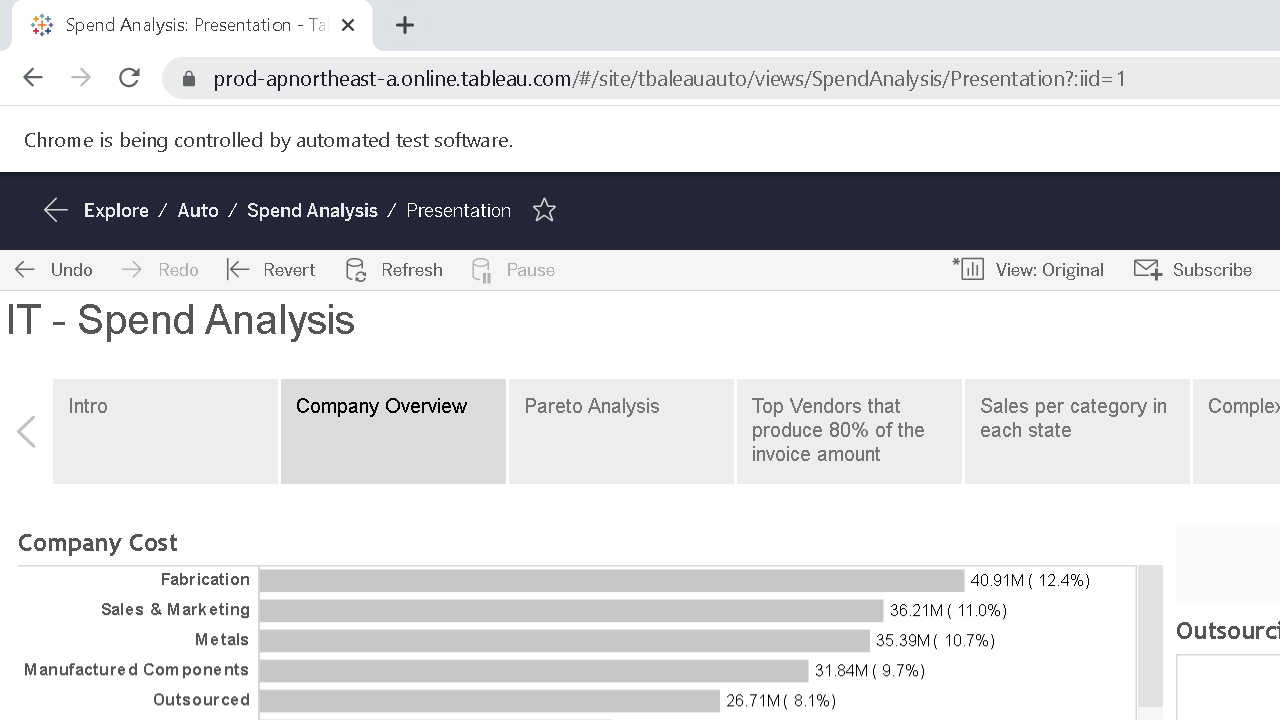 Spend Analysis: Presentation - Ta
prod-apnortheast-a.online.tableau.com/#/site/tbaleauauto/views/SpendAnalysis/Presentation?:iid=1
Chrome is being controlled by automated test software.
Explore / Auto / Spend Analysis / Presentation
Undo Redo Revert Refresh Pause View: Original Subscribe
IT - Spend Analysis
Intro
Company Overview
Pareto Analysis
Top Vendors that
produce 80% of the
invoice amount
Sales per category in
each state
Complex
Company Cost
Fabrication 40.91M ( 12.4%)
Sales & Marketing 36.21M ( 11.0%)
Metals 35.39M ( 10.7%)
Manufactured Components 31.84M ( 9.7%)
Outsourced 26.71M ( 8.1%)
Outsourci